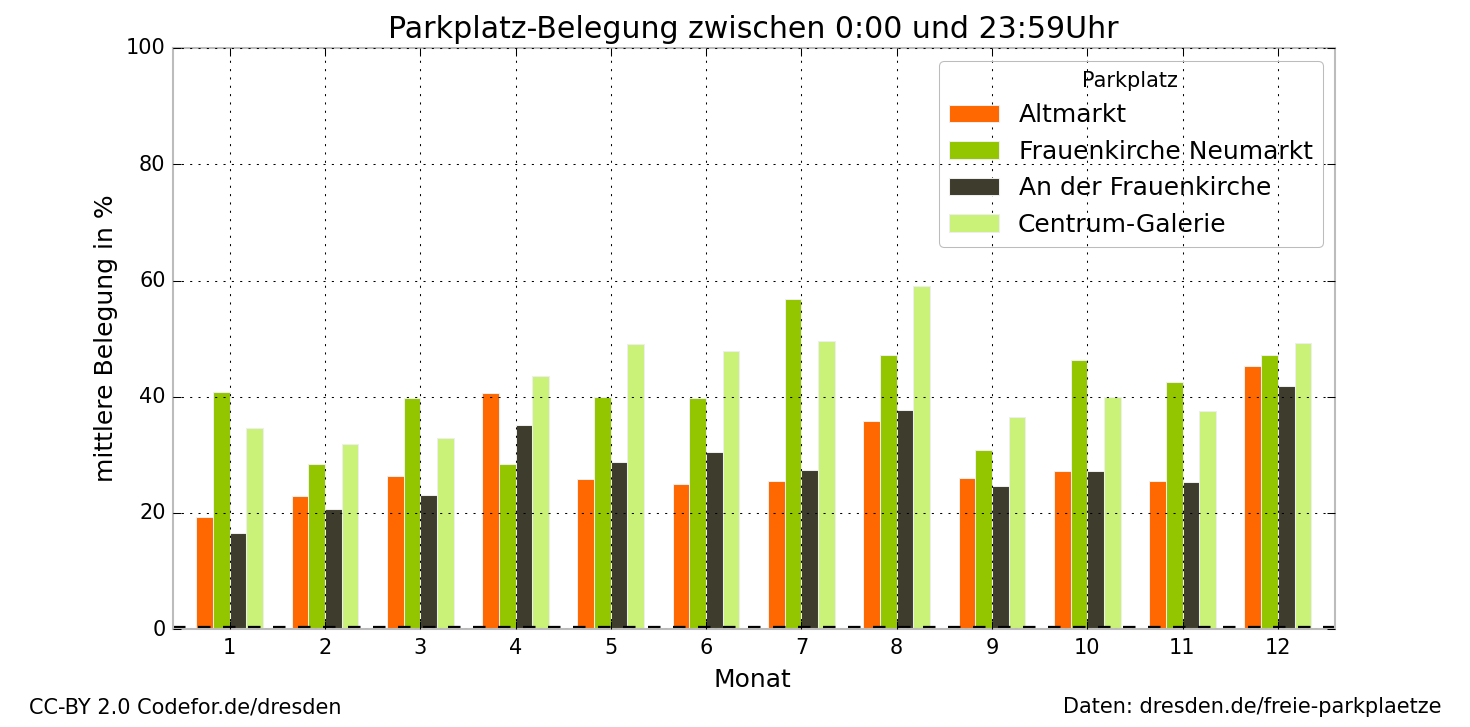 Parkplatz-Belegung zwischen 0:00 und 23:59Uhr
100
80
60
40
20
0
mittlere Belegung in %
Parkplatz
Altmarkt
Frauenkirche Neumarkt
An der Frauenkirche
Centrum-Galerie
1 2 3 4 5 6 7 8 9 10 11 12
Monat
CC-BY 2.0 Codefor.de/dresden
Daten: dresden.de/freie-parkplaetze